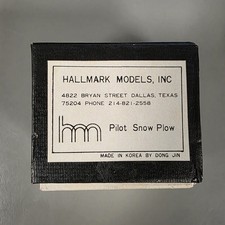 HALLMARK MODELS, INC
4822 BRYAN STREET DALLAS, TEXAS
75204 PHONE 214-821-2558
hmm Pilot Snow Plow
MADE IN KOREA BY DONG JIN